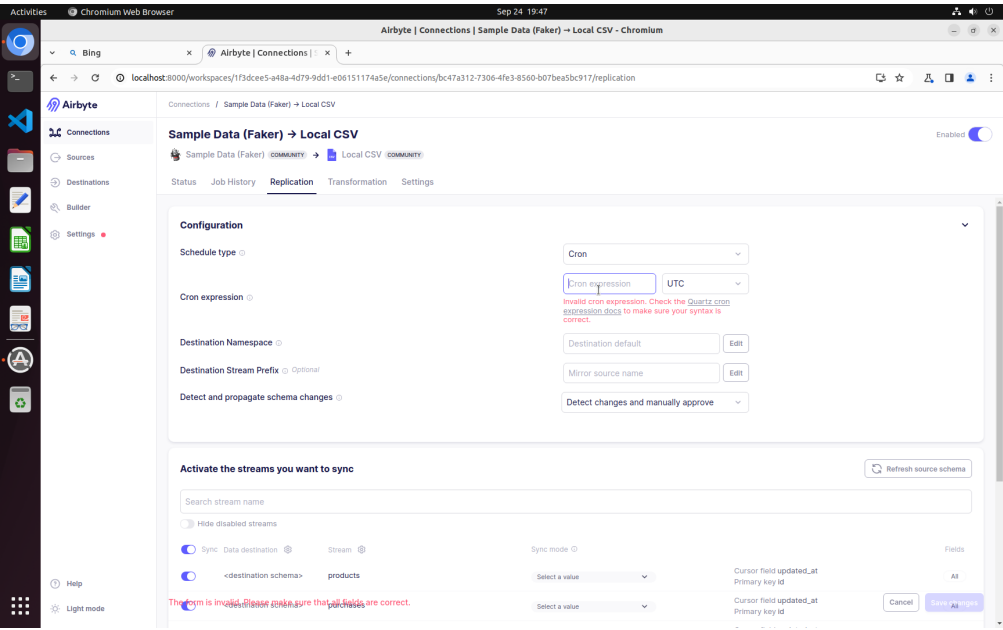 Activities
Chromium Web Browser
Sep 24 19:47
Airbyte | Connections | Sample Data (Faker) → Local CSV - Chromium
Bing
Airbyte | Connections |
localhost:8000/workspaces/1f3dcee5-a48a-4d79-9dd1-e06151174a5e/connections/bc47a312-7306-4fe3-8560-b07bea5bc917/replication
Airbyte
Connections / Sample Data (Faker) → Local CSV
Connections
Sources
Destinations
Builder
Settings
Help
Light mode
Sample Data (Faker) → Local CSV
Enabled
Sample Data (Faker) COMMUNITY → Local CSV COMMUNITY
Status
Job History
Replication
Transformation
Settings
Configuration
Schedule type
Cron
Cron expression
Cron expression
UTC
Invalid cron expression. Check the Quartz cron
expression docs to make sure your syntax is
correct.
Destination Namespace
Destination default
Edit
Destination Stream Prefix Optional
Mirror source name
Edit
Detect and propagate schema changes
Detect changes and manually approve
Activate the streams you want to sync
Refresh source schema
Search stream name
Hide disabled streams
Sync
Data destination
Stream
Sync mode
Fields
<destination schema>
products
Select a value
Cursor field updated_at
Primary key id
All
The form is invalid. Please make sure that all fields are correct.
<destination schema>
purchases
Select a value
Cursor field updated_at
Primary key id
All
Cancel
Save changes